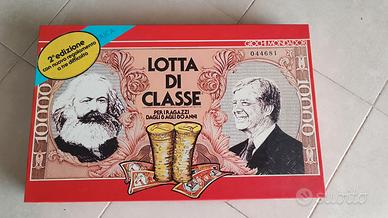 2ª edizione
con nuovo regolamento
a tre difficoltà
GIOCHI MONDADORI
044681
LOTTA
DI
CLASSE
PER I RAGAZZI
DAGLI 8 AGLI 80 ANNI
10000
10000
subito